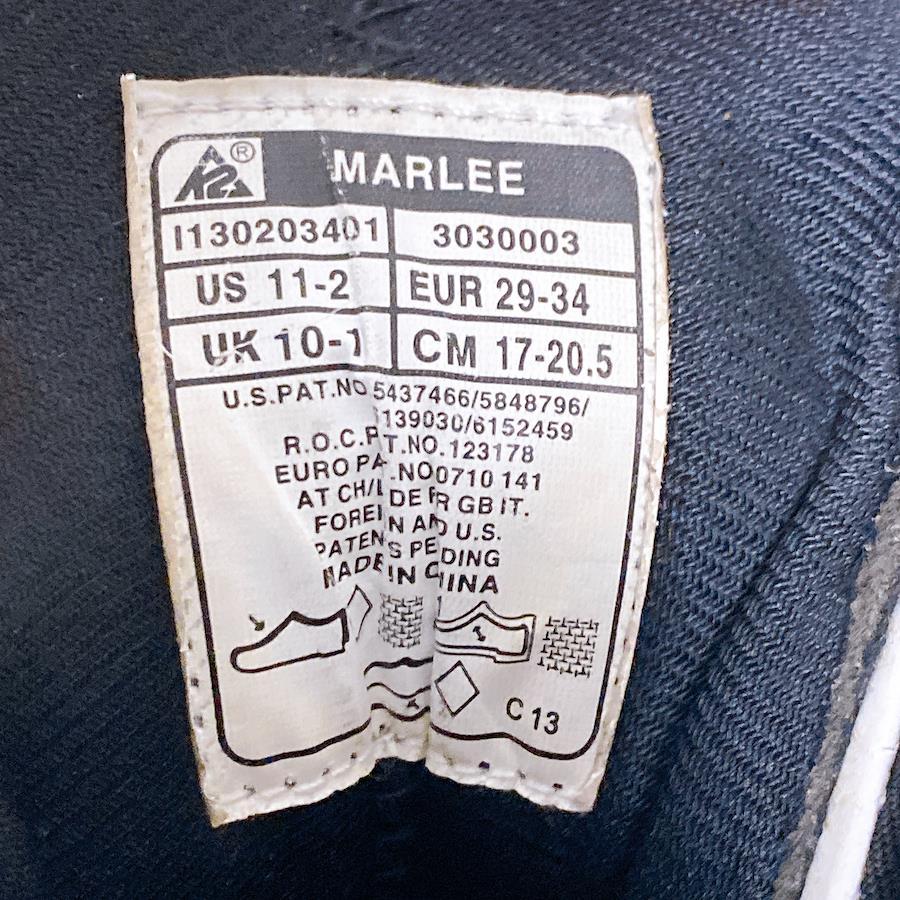 K2® MARLEE
I130203401 3030003
US 11-2 EUR 29-34
UK 10-1 CM 17-20.5
U.S.PAT.NO 5437466/5848796/
139030/6152459
R.O.C.P T.NO.123178
EURO PA .NO0710 141
AT CH/L DE FR GB IT.
FOREI N AND U.S.
PATEN S PE DING
MADE IN CHINA
C 13